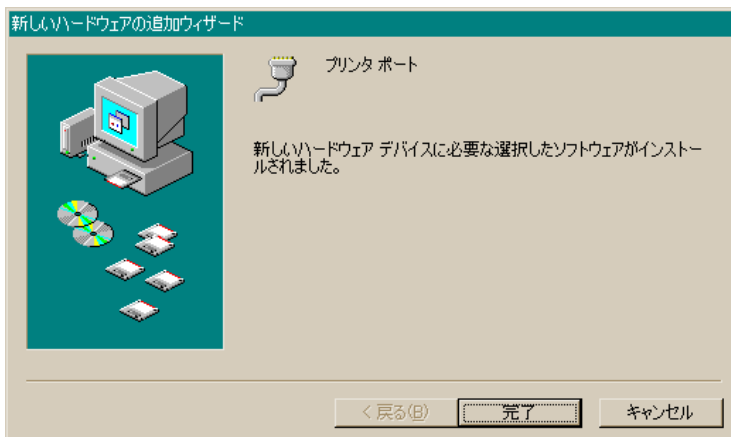 新しいハードウェアの追加ウィザード
プリンタ ポート
新しいハードウェア デバイスに必要な選択したソフトウェアがインストー
ルされました。
< 戻る(B) 完了 キャンセル